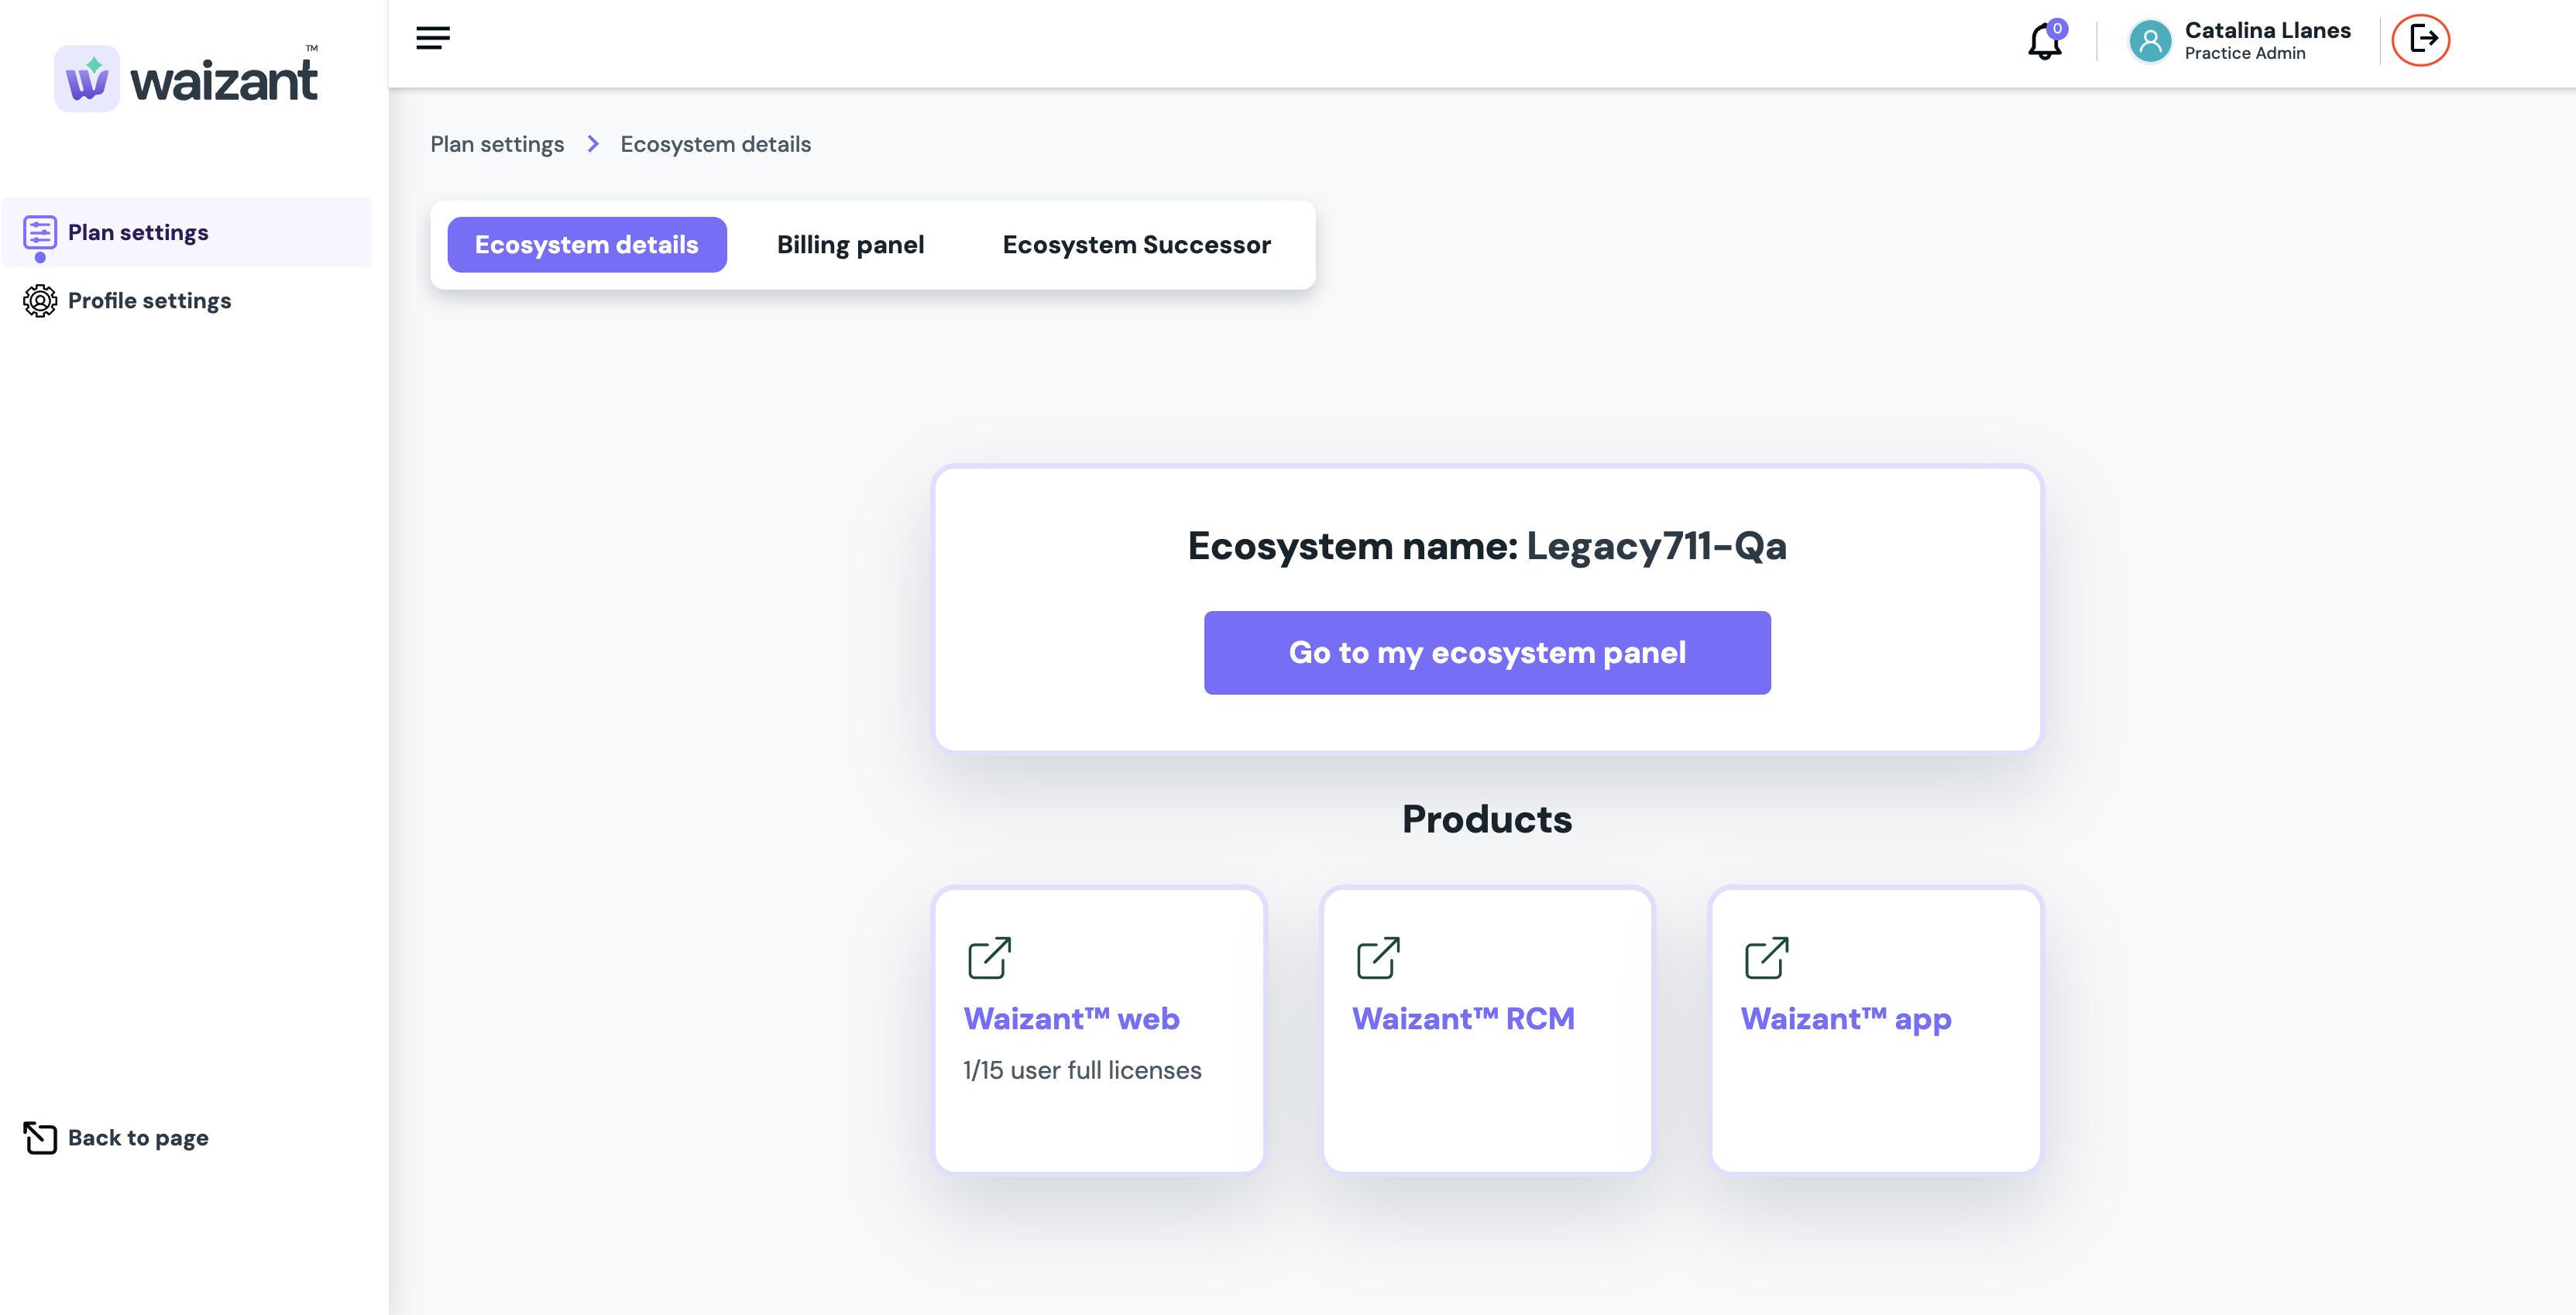 waizant™
Plan settings
Profile settings
Back to page
0
Catalina Llanes
Practice Admin
Plan settings > Ecosystem details
Ecosystem details Billing panel Ecosystem Successor
Ecosystem name: Legacy711-Qa
Go to my ecosystem panel
Products
Waizant™ web
1/15 user full licenses
Waizant™ RCM
Waizant™ app